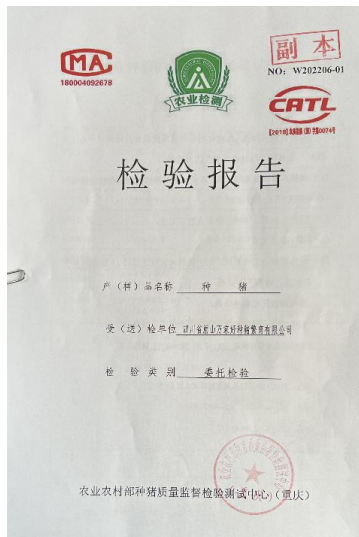 副本
CMA
180004092678
农业检测
NO：W202206-01
CATL
检验报告
产（样）品名称 种 猪
受（送）检单位 四川省眉山万家好种猪繁育有限公司
检 验 类 别 委托检验
农业农村部种猪质量监督检验测试中心（重庆）